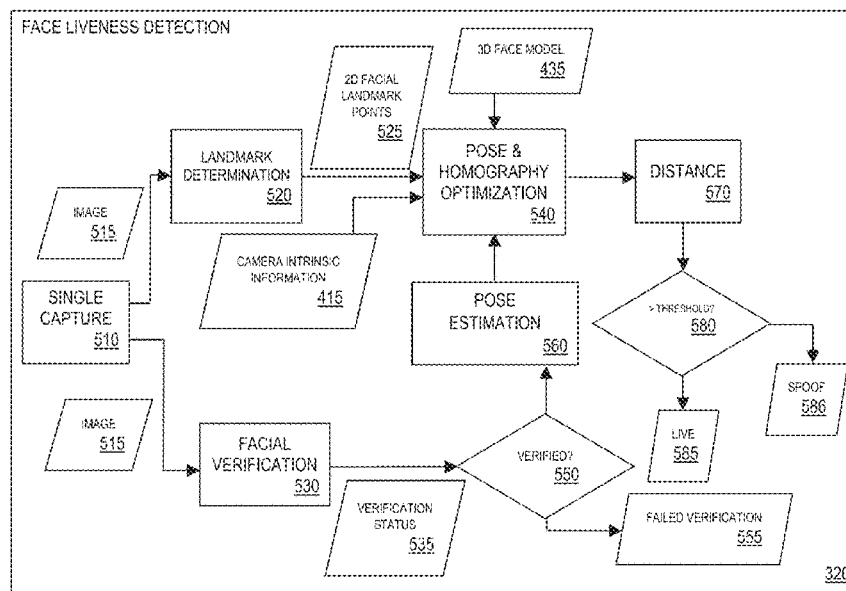 FACE LIVENESS DETECTION
3D FACE MODEL
435
2D FACIAL
LANDMARK
POINTS
525
LANDMARK
DETERMINATION
520
POSE &
HOMOGRAPHY
OPTIMIZATION
540
DISTANCE
570
IMAGE
515
CAMERA INTRINSIC
INFORMATION
415
SINGLE
CAPTURE
510
POSE
ESTIMATION
560
> THRESHOLD?
580
SPOOF
586
IMAGE
515
FACIAL
VERIFICATION
530
VERIFIED?
550
LIVE
585
VERIFICATION
STATUS
535
FAILED VERIFICATION
555
320